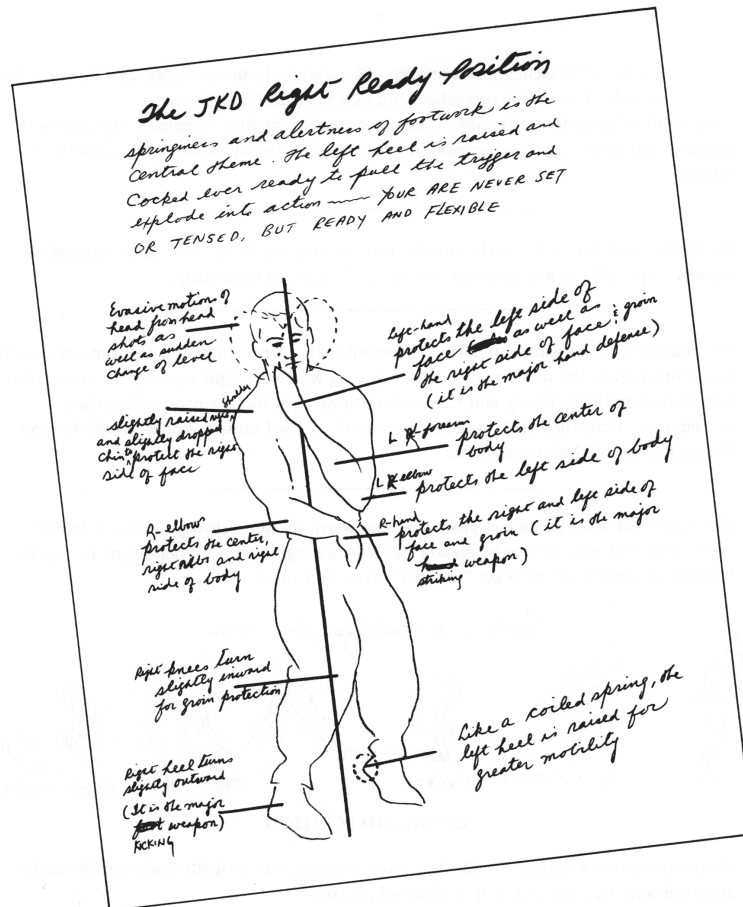 The JKD Right Ready Position
springiness and alertness of footwork is the
central theme. The left heel is raised and
cocked ever ready to pull the trigger and
explode into action — YOUR ARE NEVER SET
OR TENSED, BUT READY AND FLEXIBLE
Evasive motion of
head from head
shots as
well as sudden
change of level
left-hand
protects the left side of
face as well as
the right side of face & groin
(it is the major hand defense)
shoulder
slightly raised right
and slightly dropped
chin protect the right
side of face
L forearm
protects the center of
body
L elbow
protects the left side of body
R-elbow
protects the center,
right ribs and right
side of body
R-hand
protects the right and left side of
face and groin (it is the major
hand weapon)
striking
Right knees turn
slightly inward
for groin protection
Like a coiled spring, the
left heel is raised for
greater motility
Right heel turns
slightly outward
(It is the major
foot weapon)
KICKING